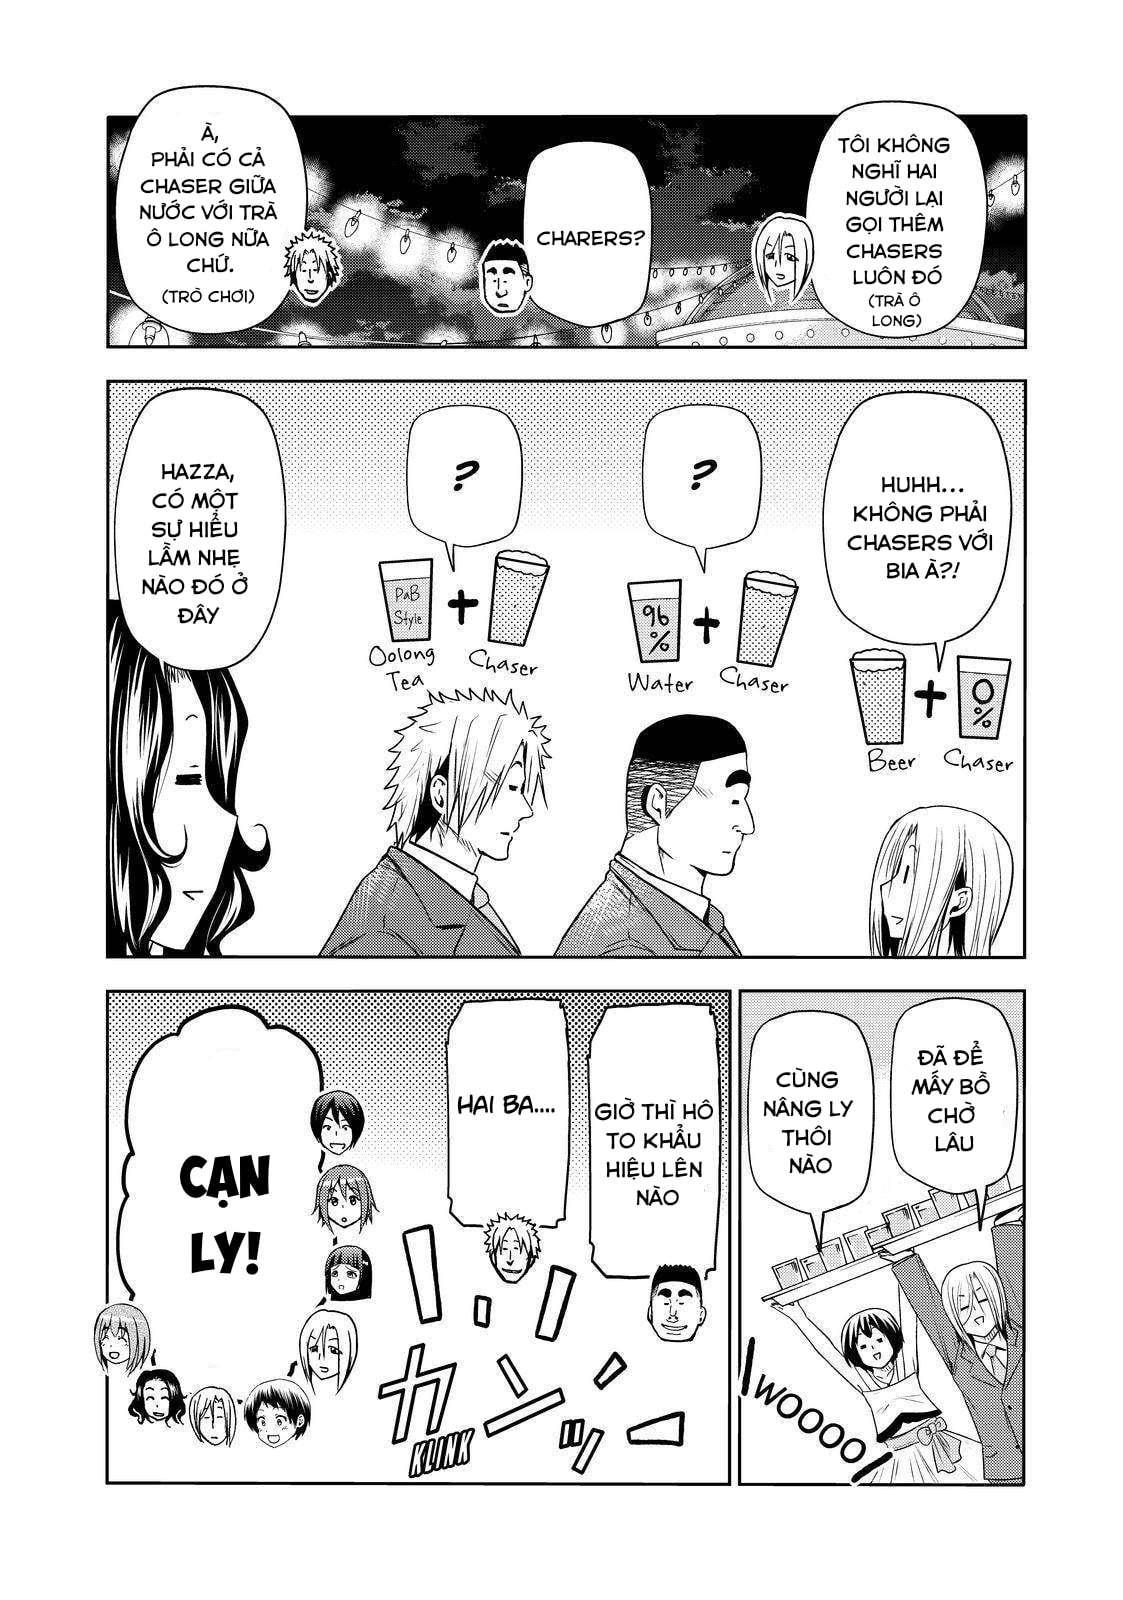 TÔI KHÔNG
NGHĨ HAI
NGƯỜI LẠI
GỌI THÊM
CHASERS
LUÔN ĐÓ
(TRÀ Ô
LONG)
CHARERS?
À,
PHẢI CÓ CẢ
CHASER GIỮA
NƯỚC VỚI TRÀ
Ô LONG NỮA
CHỨ.
(TRÒ CHƠI)
HUHH...
KHÔNG PHẢI
CHASERS VỚI
BIA À?!
0
%
+
Beer
Chaser
?
96
%
+
Water
Chaser
?
PaB
Style
+
Oolong
Tea
Chaser
HAZZA,
CÓ MỘT
SỰ HIỂU
LẦM NHẸ
NÀO ĐÓ Ở
ĐÂY
ĐÃ ĐỂ
MẤY BỒ
CHỜ
LÂU
CÙNG
NÂNG LY
THÔI
NÀO
WOOOO
GIỜ THÌ HÔ
TO KHẨU
HIỆU LÊN
NÀO
HAI BA....
カンッ
KLINK
CẠN
LY!